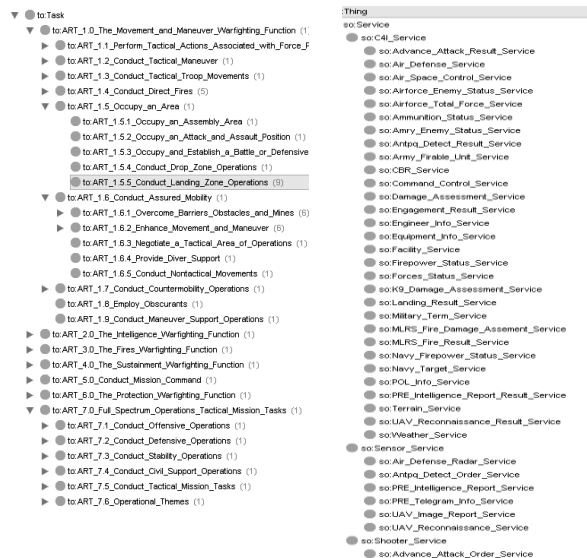 to:Task
to:ART_1.0_The_Movement_and_Maneuver_Warfighting_Function (1)
to:ART_1.1_Perform_Tactical_Actions_Associated_with_Force_F
to:ART_1.2_Conduct_Tactical_Maneuver (1)
to:ART_1.3_Conduct_Tactical_Troop_Movements (1)
to:ART_1.4_Conduct_Direct_Fires (5)
to:ART_1.5_Occupy_an_Area (1)
to:ART_1.5.1_Occupy_an_Assembly_Area (1)
to:ART_1.5.2_Occupy_an_Attack_and_Assault_Position (1)
to:ART_1.5.3_Occupy_and_Establish_a_Battle_or_Defensive
to:ART_1.5.4_Conduct_Drop_Zone_Operations (1)
to:ART_1.5.5_Conduct_Landing_Zone_Operations (9)
to:ART_1.6_Conduct_Assured_Mobility (1)
to:ART_1.6.1_Overcome_Barriers_Obstacles_and_Mines (6)
to:ART_1.6.2_Enhance_Movement_and_Maneuver (6)
to:ART_1.6.3_Negotiate_a_Tactical_Area_of_Operations (1)
to:ART_1.6.4_Provide_Diver_Support (1)
to:ART_1.6.5_Conduct_Nontactical_Movements (1)
to:ART_1.7_Conduct_Countermobility_Operations (1)
to:ART_1.8_Employ_Obscurants (1)
to:ART_1.9_Conduct_Maneuver_Support_Operations (1)
to:ART_2.0_The_Intelligence_Warfighting_Function (1)
to:ART_3.0_The_Fires_Warfighting_Function (1)
to:ART_4.0_The_Sustainment_Warfighting_Function (1)
to:ART_5.0_Conduct_Mission_Command (1)
to:ART_6.0_The_Protection_Warfighting_Function (1)
to:ART_7.0_Full_Spectrum_Operations_Tactical_Mission_Tasks (1)
to:ART_7.1_Conduct_Offensive_Operations (1)
to:ART_7.2_Conduct_Defensive_Operations (1)
to:ART_7.3_Conduct_Stability_Operations (1)
to:ART_7.4_Conduct_Civil_Support_Operations (1)
to:ART_7.5_Conduct_Tactical_Mission_Tasks (1)
to:ART_7.6_Operational_Themes (1)
:Thing
so:Service
so:C4I_Service
so:Advance_Attack_Result_Service
so:Air_Defense_Service
so:Air_Space_Control_Service
so:Airforce_Enemy_Status_Service
so:Airforce_Total_Force_Service
so:Ammunition_Status_Service
so:Amry_Enemy_Status_Service
so:Antpq_Detect_Result_Service
so:Army_Firable_Unit_Service
so:CBR_Service
so:Command_Control_Service
so:Damage_Assessment_Service
so:Engagement_Result_Service
so:Engineer_Info_Service
so:Equipment_Info_Service
so:Facility_Service
so:Firepower_Status_Service
so:Forces_Status_Service
so:K9_Damage_Assessment_Service
so:Landing_Result_Service
so:Military_Term_Service
so:MLRS_Fire_Damage_Assement_Service
so:MLRS_Fire_Result_Service
so:Navy_Firepower_Status_Service
so:Navy_Target_Service
so:POL_Info_Service
so:PRE_Intelligence_Report_Result_Service
so:Terrain_Service
so:UAV_Reconnaissance_Result_Service
so:Weather_Service
so:Sensor_Service
so:Air_Defense_Radar_Service
so:Antpq_Detect_Order_Service
so:PRE_Intelligence_Report_Service
so:PRE_Telegram_Info_Service
so:UAV_Image_Report_Service
so:UAV_Reconnaissance_Service
so:Shooter_Service
so:Advance_Attack_Order_Service